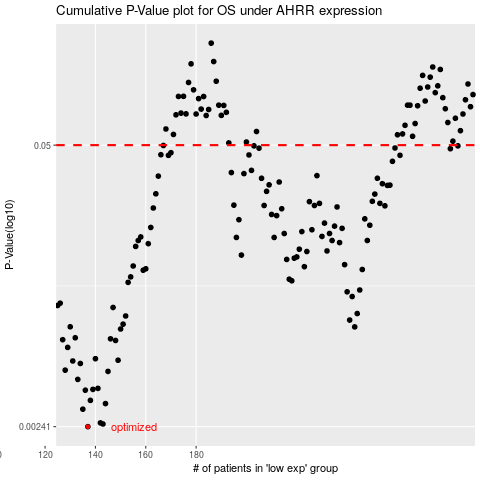 Cumulative P-Value plot for OS under AHRR expression
0.05
P-Value(log10)
0.00241
optimized
0 120 140 160 180
# of patients in 'low exp' group